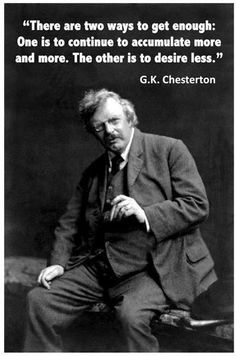 “There are two ways to get enough:
One is to continue to accumulate more
and more. The other is to desire less.”
G.K. Chesterton